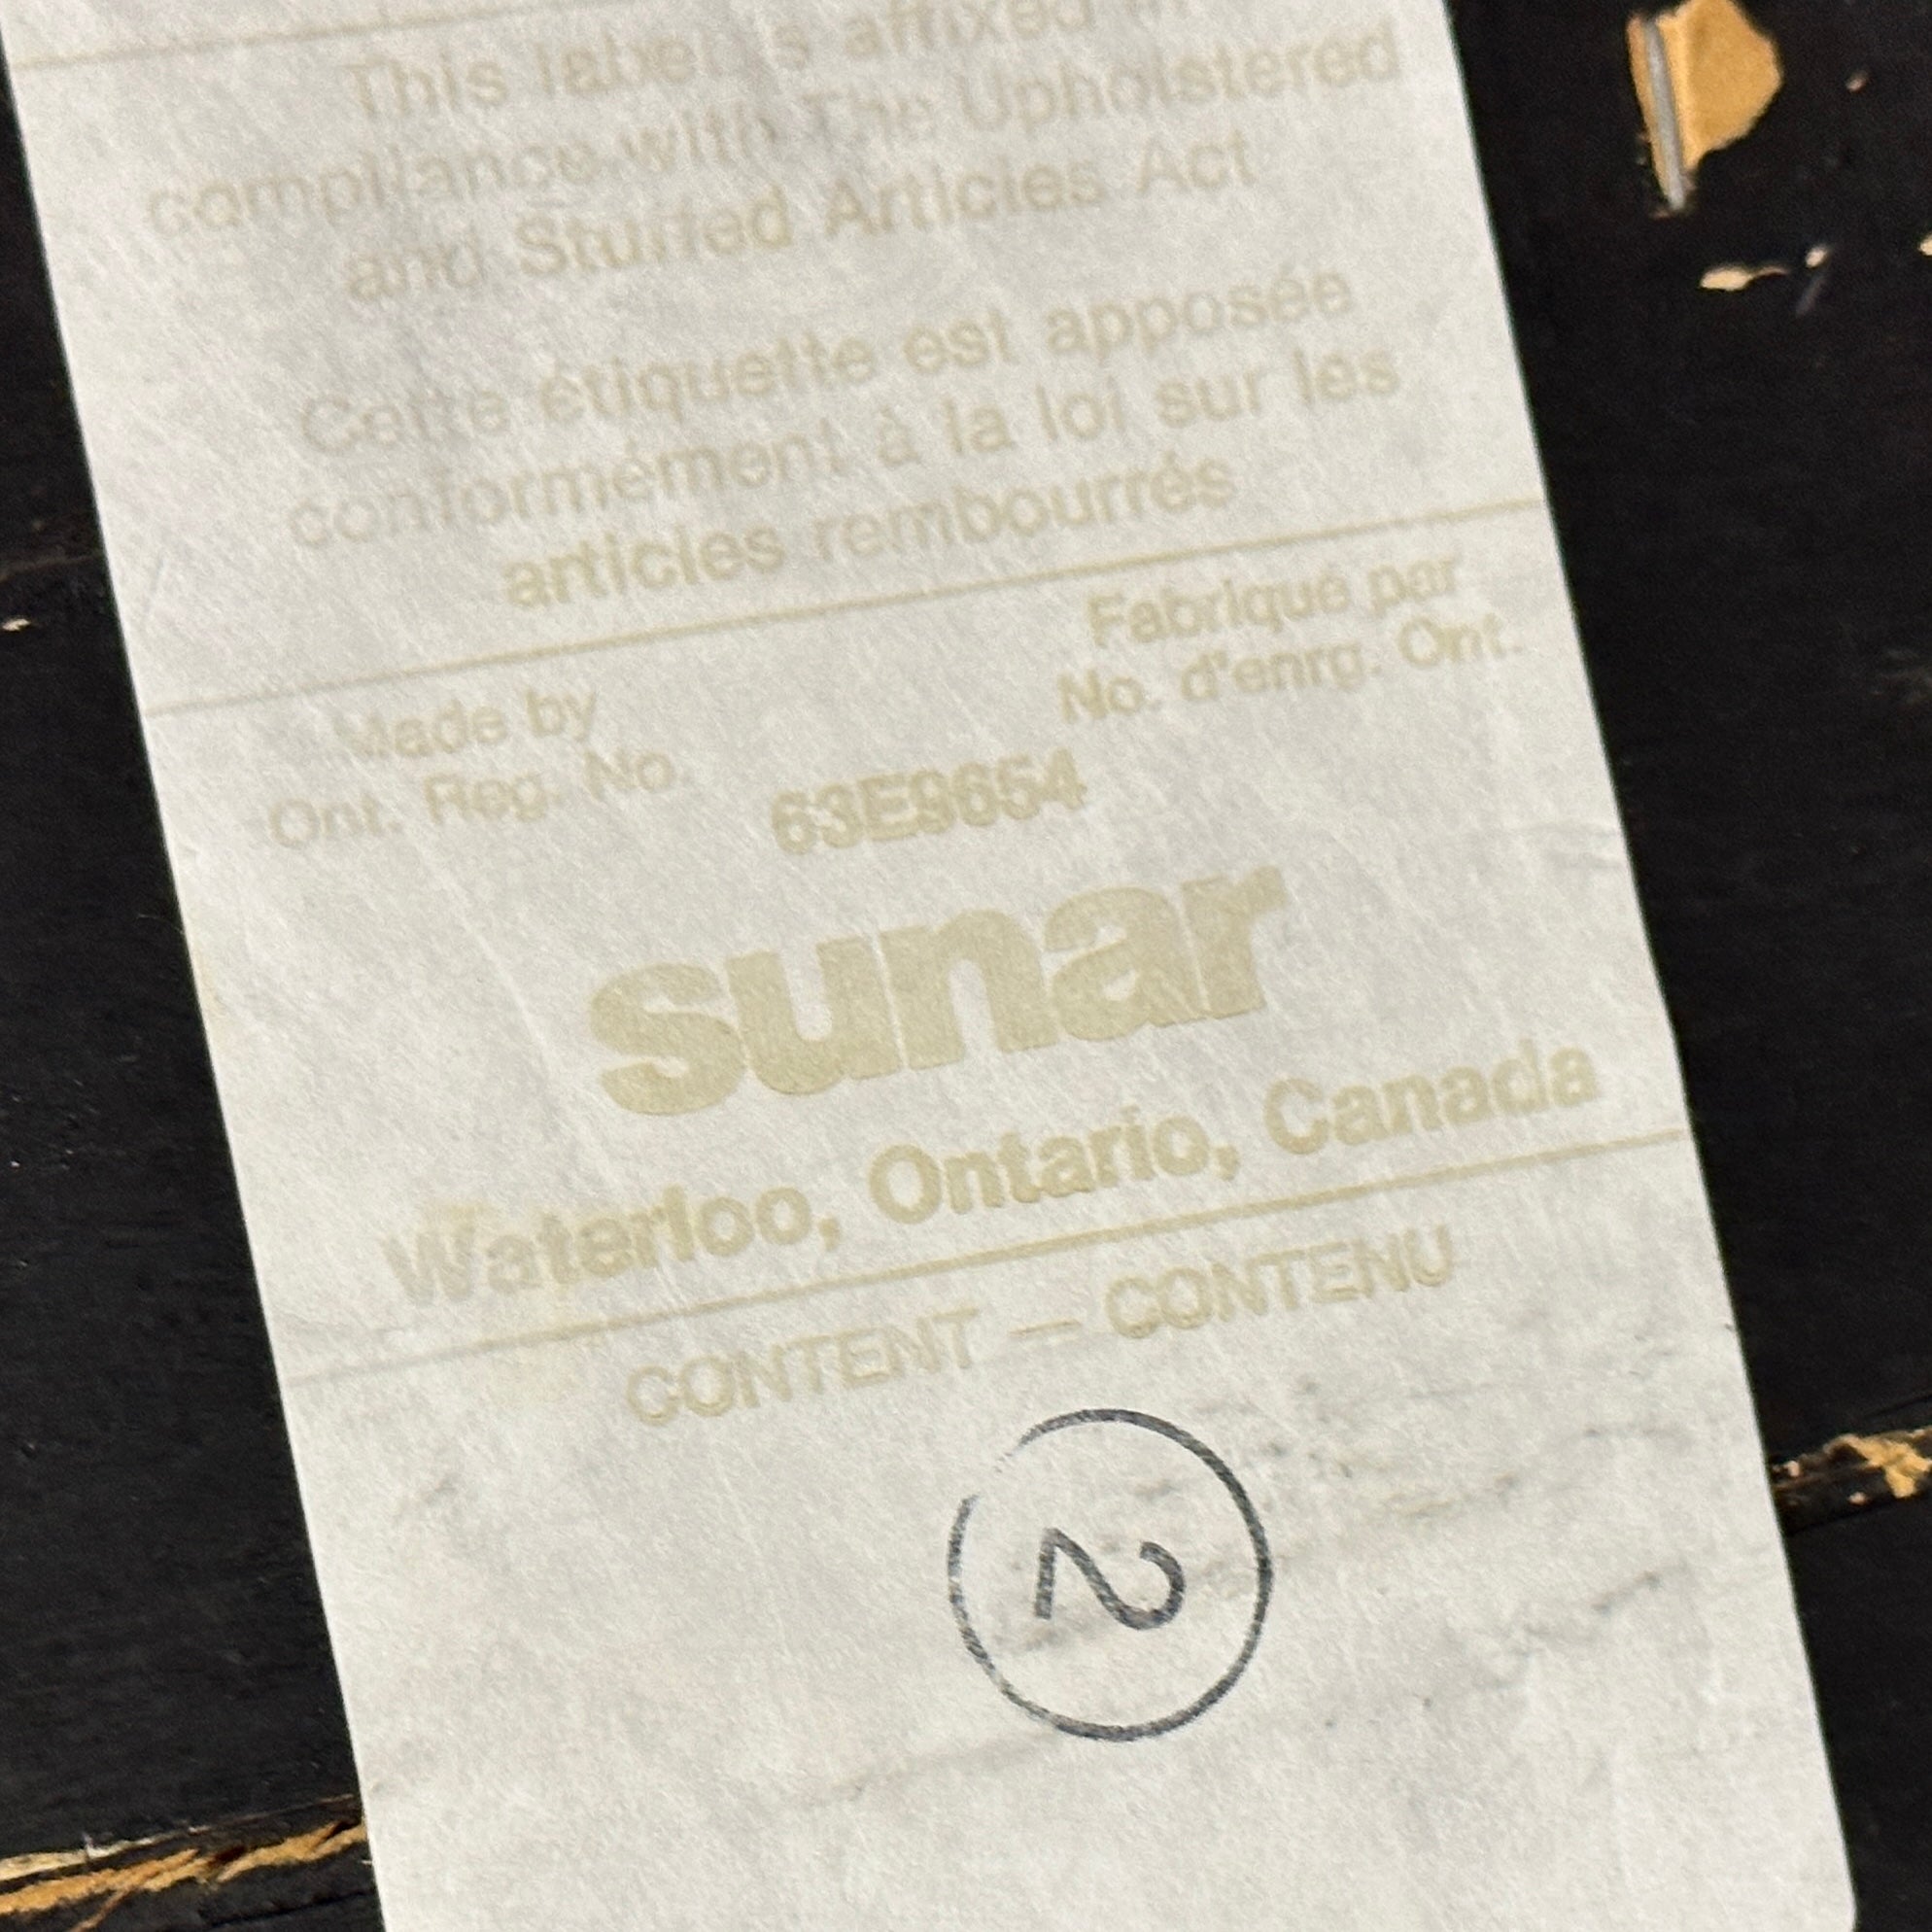 This label is affixed in
compliance with The Upholstered
and Stuffed Articles Act
Cette étiquette est apposée
conformément à la loi sur les
articles rembourrés
Made by
Ont. Reg. No.
Fabriqué par
No. d'enrg. Ont.
63E9654
sunar
Waterloo, Ontario, Canada
CONTENT — CONTENU
2